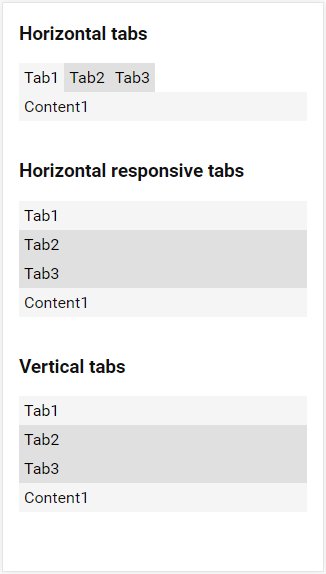 Horizontal tabs
Tab1 Tab2 Tab3
Content1
Horizontal responsive tabs
Tab1
Tab2
Tab3
Content1
Vertical tabs
Tab1
Tab2
Tab3
Content1